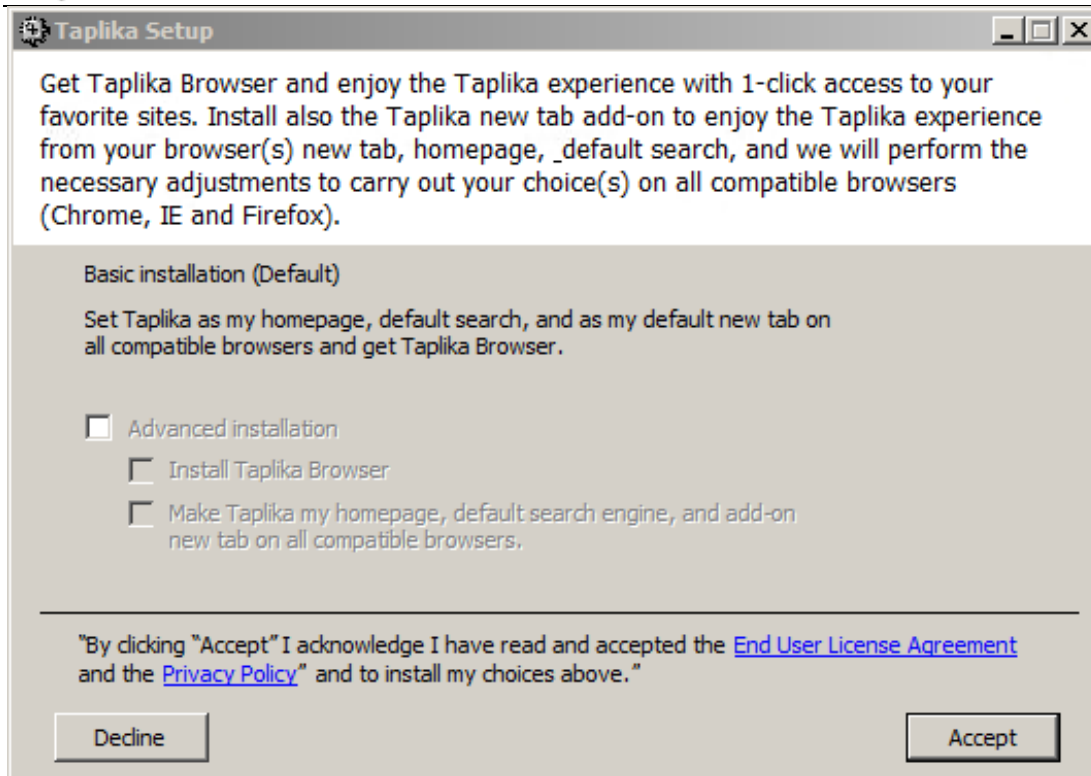 Taplika Setup
Get Taplika Browser and enjoy the Taplika experience with 1-click access to your
favorite sites. Install also the Taplika new tab add-on to enjoy the Taplika experience
from your browser(s) new tab, homepage, _default search, and we will perform the
necessary adjustments to carry out your choice(s) on all compatible browsers
(Chrome, IE and Firefox).
Basic installation (Default)
Set Taplika as my homepage, default search, and as my default new tab on
all compatible browsers and get Taplika Browser.
Advanced installation
Install Taplika Browser
Make Taplika my homepage, default search engine, and add-on
new tab on all compatible browsers.
"By clicking “Accept” I acknowledge I have read and accepted the End User License Agreement
and the Privacy Policy” and to install my choices above.”
Decline
Accept